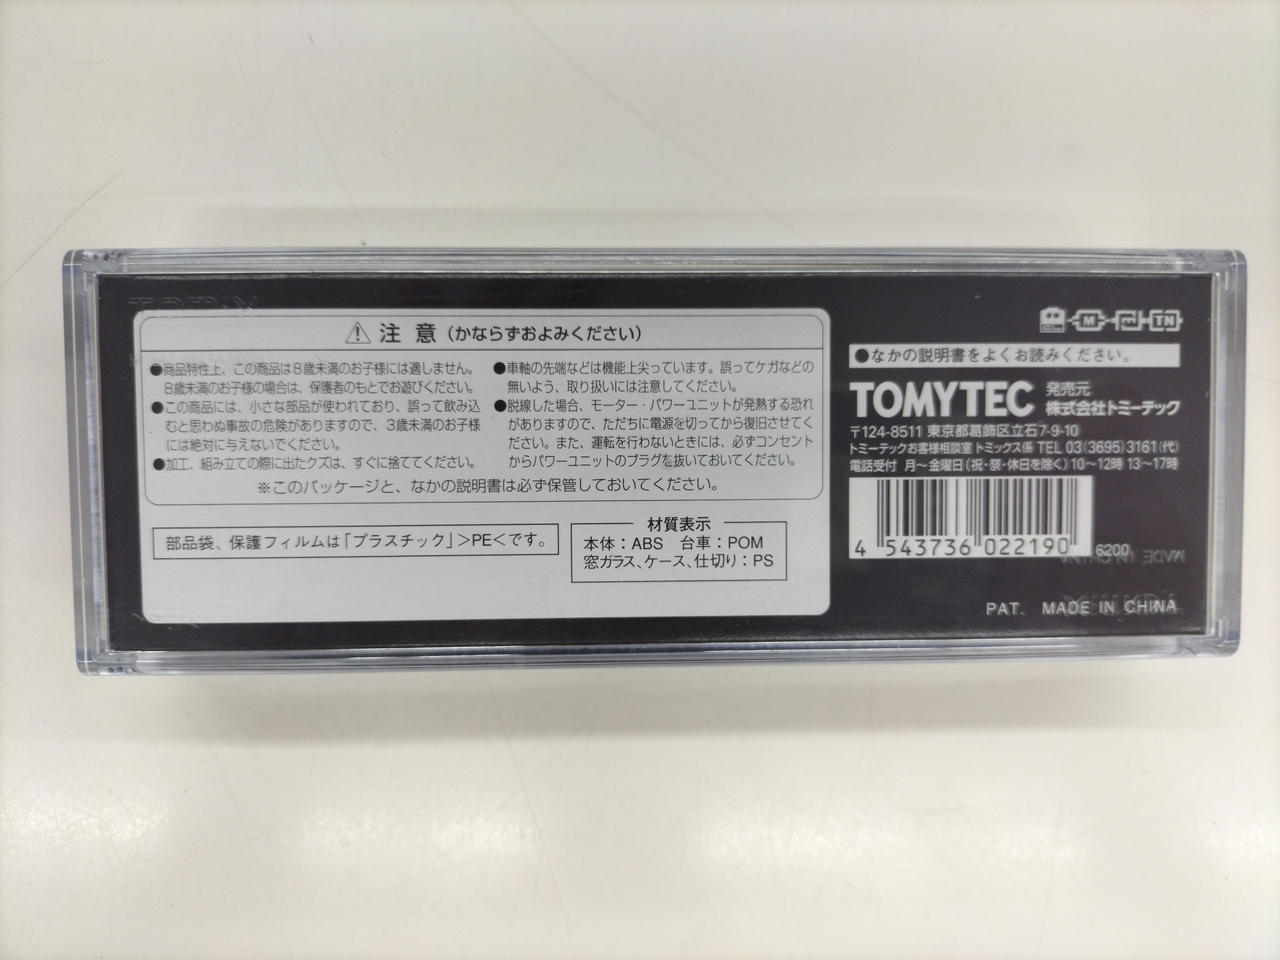 TOMIX
⚠ 注 意 (かならずおよみください)
●商品特性上、この商品は8歳未満のお子様には適しません。
8歳未満のお子様の場合は、保護者のもとでお遊びください。
●この商品には、小さな部品が使われており、誤って飲み込
むと思わぬ事故の危険がありますので、3歳未満のお子様
には絶対に与えないでください。
●加工、組み立ての際に出たクズは、すぐに捨ててください。
●車軸の先端などは機能上尖っています。誤ってケガなどの
無いよう、取り扱いには注意してください。
●脱線した場合、モーター・パワーユニットが発熱する恐れ
がありますので、ただちに電源を切ってから復旧させてく
ださい。また、運転を行わないときには、必ずコンセント
からパワーユニットのプラグを抜いておいてください。
※このパッケージと、なかの説明書は必ず保管しておいてください。
部品袋、保護フィルムは「プラスチック」>PE<です。
材質表示
本体：ABS 台車：POM
窓ガラス、ケース、仕切り：PS
M E TN
●なかの説明書をよくお読みください。
TOMYTEC 発売元
株式会社トミーテック
〒124-8511 東京都葛飾区立石7-9-10
トミーテックお客様相談室 トミックス係 TEL 03(3695)3161(代)
電話受付 月～金曜日(祝・祭・休日を除く)10～12時 13～17時
4 543736 022190
6200
MADE IN CHINA
TOMIX
PAT. MADE IN CHINA